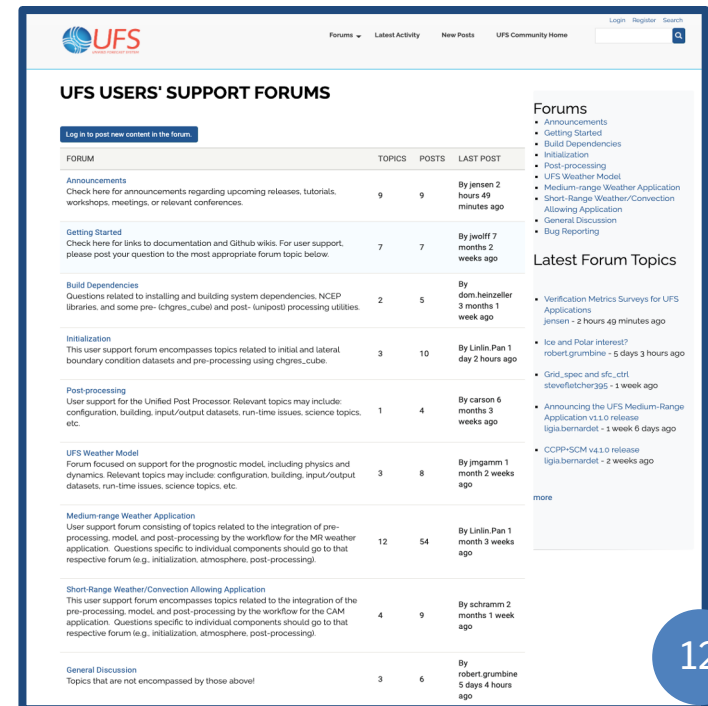 Login Register Search
UFS
UNIFIED FORECAST SYSTEM
Forums Latest Activity New Posts UFS Community Home
UFS USERS' SUPPORT FORUMS
Log in to post new content in the forum.
FORUM TOPICS POSTS LAST POST
Announcements
Check here for announcements regarding upcoming releases, tutorials,
workshops, meetings, or relevant conferences.
9 9
By jensen 2
hours 49
minutes ago
Getting Started
Check here for links to documentation and Github wikis. For user support,
please post your question to the most appropriate forum topic below.
7 7
By jwolff 7
months 2
weeks ago
Build Dependencies
Questions related to installing and building system dependencies, NCEP
libraries, and some pre- (chgres_cube) and post- (unipost) processing utilities.
2 5
By
dom.heinzeller
3 months 1
week ago
Initialization
This user support forum encompasses topics related to initial and lateral
boundary condition datasets and pre-processing using chgres_cube.
3 10
By Linlin.Pan 1
day 2 hours ago
Post-processing
User support for the Unified Post Processor. Relevant topics may include:
configuration, building, input/output datasets, run-time issues, science topics,
etc.
1 4
By carson 6
months 3
weeks ago
UFS Weather Model
Forum focused on support for the prognostic model, including physics and
dynamics. Relevant topics may include: configuration, building, input/output
datasets, run-time issues, science topics, etc.
3 8
By jmgamm 1
month 2 weeks
ago
Medium-range Weather Application
User support forum consisting of topics related to the integration of pre-
processing, model, and post-processing by the workflow for the MR weather
application. Questions specific to individual components should go to that
respective forum (e.g., initialization, atmosphere, post-processing).
12 54
By Linlin.Pan 1
month 3 weeks
ago
Short-Range Weather/Convection Allowing Application
This user support forum encompasses topics related to the integration of the
pre-processing, model, and post-processing by the workflow for the CAM
application. Questions specific to individual components should go to that
respective forum (e.g., initialization, atmosphere, post-processing).
4 9
By schramm 2
months 1 week
ago
General Discussion
Topics that are not encompassed by those above!
3 6
By
robert.grumbine
5 days 4 hours
ago
Forums
Announcements
Getting Started
Build Dependencies
Initialization
Post-processing
UFS Weather Model
Medium-range Weather Application
Short-Range Weather/Convection
Allowing Application
General Discussion
Bug Reporting
Latest Forum Topics
Verification Metrics Surveys for UFS
Applications
jensen - 2 hours 49 minutes ago
Ice and Polar interest?
robert.grumbine - 5 days 3 hours ago
Grid_spec and sfc_ctrl
stevefletcher395 - 1 week ago
Announcing the UFS Medium-Range
Application v1.1.0 release
ligia.bernardet - 1 week 6 days ago
CCPP+SCM v4.1.0 release
ligia.bernardet - 2 weeks ago
more
12